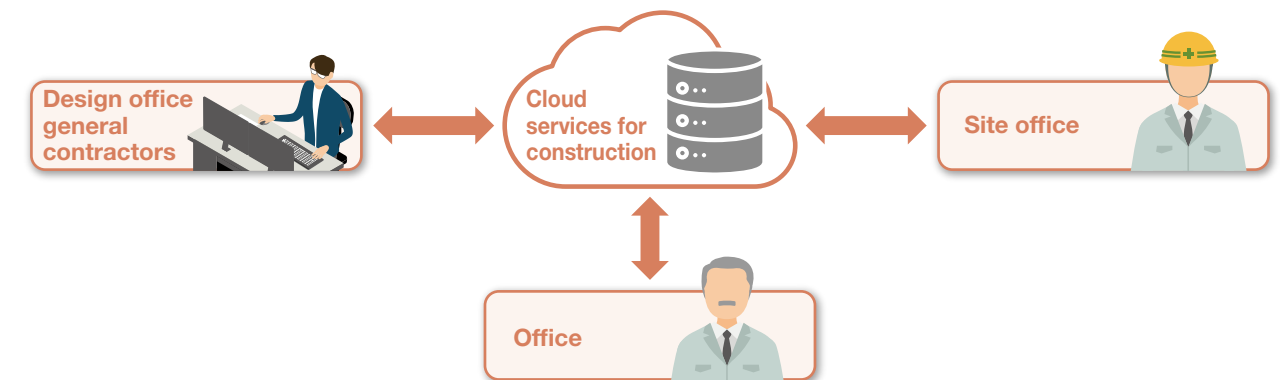 Design office
general
contractors
Cloud
services for
construction
Site office
Office